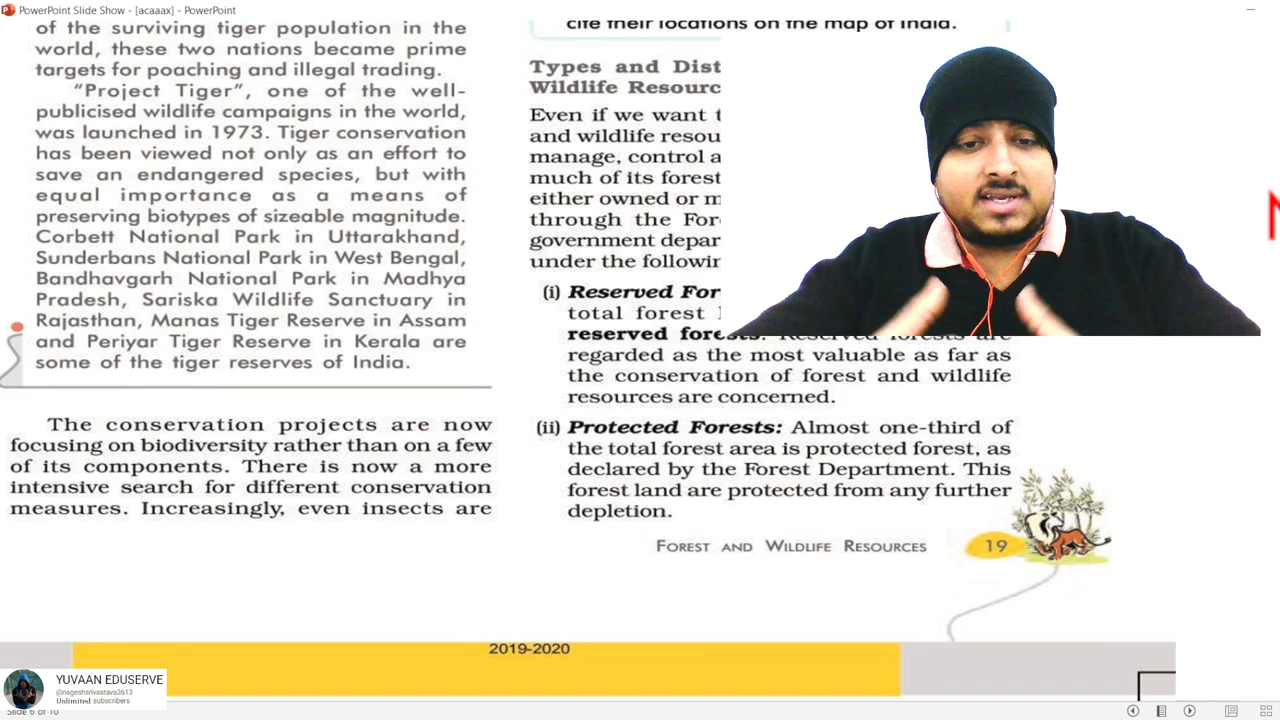 PowerPoint Slide Show - [acaaax] - PowerPoint
of the surviving tiger population in the
world, these two nations became prime
targets for poaching and illegal trading.
“Project Tiger”, one of the well-
publicised wildlife campaigns in the world,
was launched in 1973. Tiger conservation
has been viewed not only as an effort to
save an endangered species, but with
equal importance as a means of
preserving biotypes of sizeable magnitude.
Corbett National Park in Uttarakhand,
Sunderbans National Park in West Bengal,
Bandhavgarh National Park in Madhya
Pradesh, Sariska Wildlife Sanctuary in
Rajasthan, Manas Tiger Reserve in Assam
and Periyar Tiger Reserve in Kerala are
some of the tiger reserves of India.
The conservation projects are now
focusing on biodiversity rather than on a few
of its components. There is now a more
intensive search for different conservation
measures. Increasingly, even insects are
cite their locations on the map of India.
Types and Dist
Wildlife Resourc
Even if we want t
and wildlife resou
manage, control a
much of its forest
either owned or m
through the For
government depar
under the followin
(i) Reserved For
total forest
reserved forests. Reserved forests are
regarded as the most valuable as far as
the conservation of forest and wildlife
resources are concerned.
(ii) Protected Forests: Almost one-third of
the total forest area is protected forest, as
declared by the Forest Department. This
forest land are protected from any further
depletion.
FOREST AND WILDLIFE RESOURCES 19
2019-2020
YUVAAN EDUSERVE
@nageshsrivastava3613
Unlimited subscribers
Slide 6 of 10